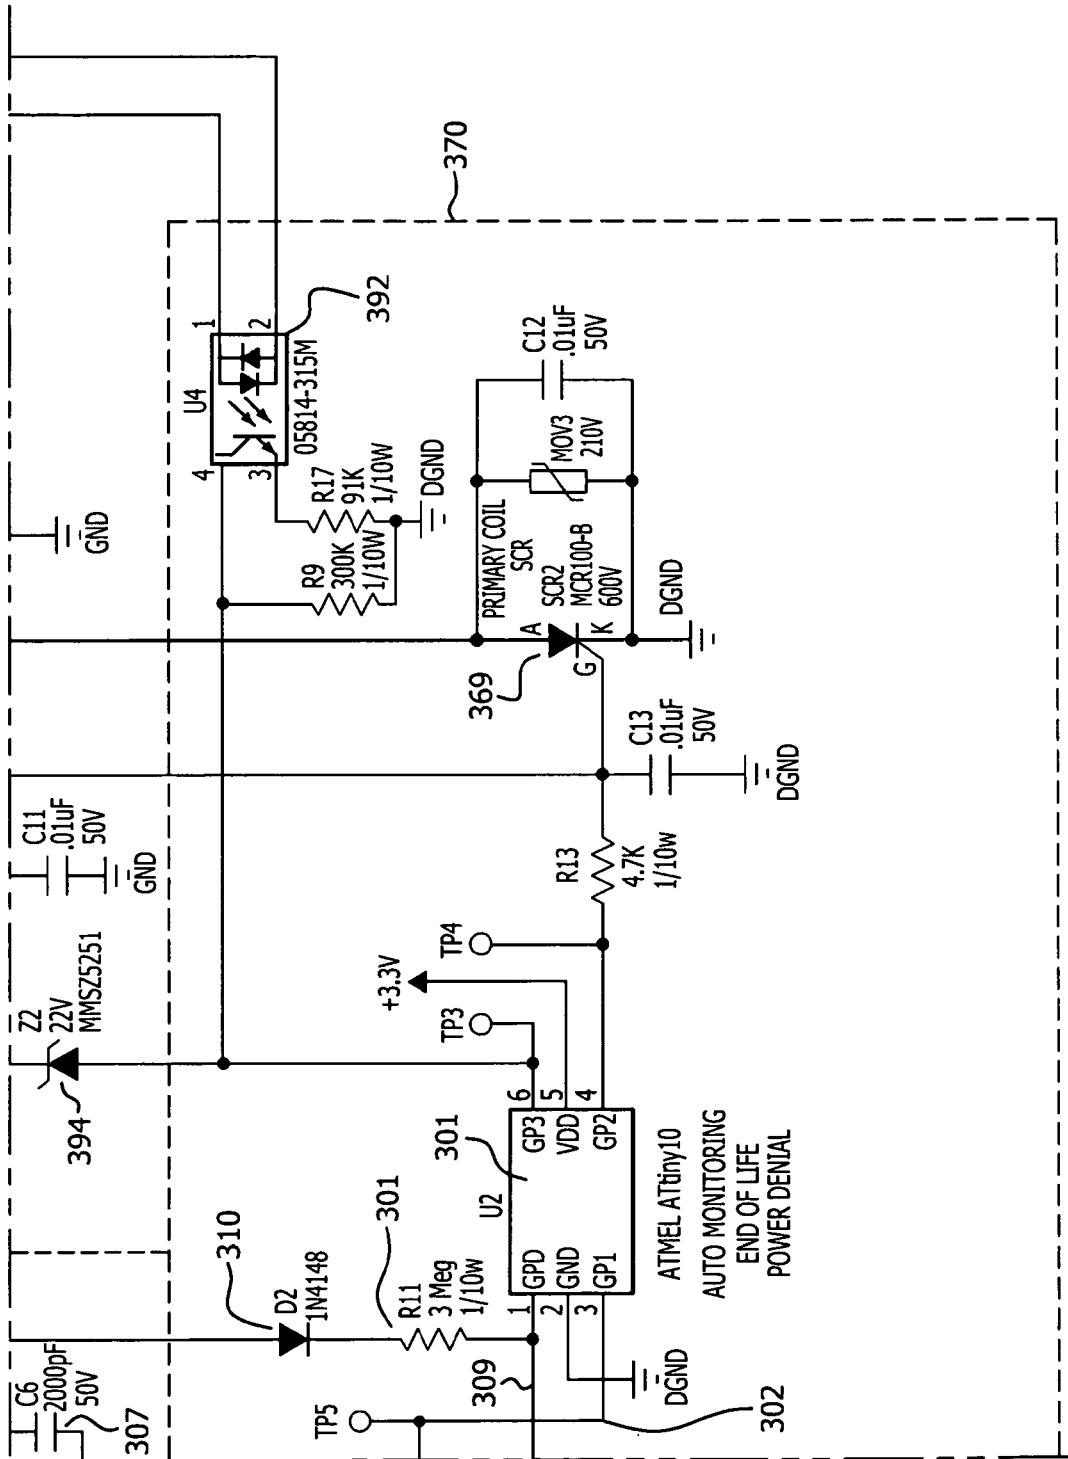 370
392
U4
1
2
4
3
05814-315M
GND
R17
91K
1/10W
R9
300K
1/10W
DGND
C12
.01uF
50V
MOV3
210V
PRIMARY COIL
SCR
SCR2
MCR100-B
600V
A
K
G
369
DGND
C13
.01uF
50V
DGND
C11
.01uF
50V
GND
R13
4.7K
1/10w
TP4
+3.3V
TP3
Z2
22V
MMSZ5251
394
6
5
4
GP3
VDD
GP2
301
U2
GPD
GND
GP1
1
2
3
ATMEL ATtiny10
AUTO MONITORING
END OF LIFE
POWER DENIAL
310
D2
1N4148
301
R11
3 Meg
1/10w
309
DGND
302
TP5
C6
2000pF
50V
307